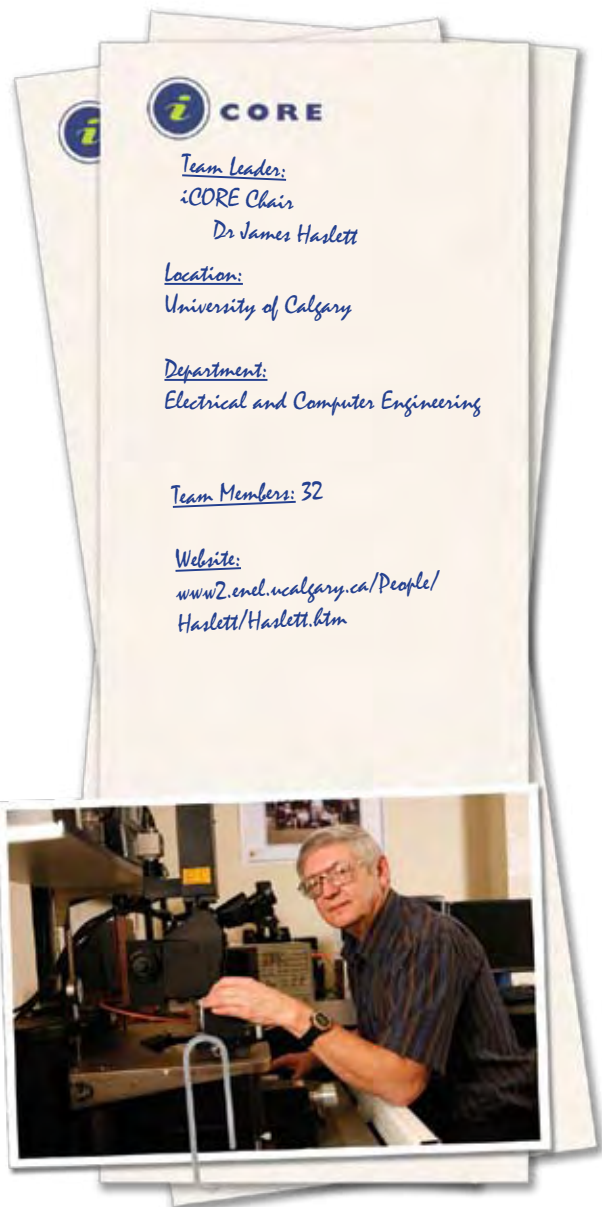 i CORE
Team Leader:
iCORE Chair
Dr James Haslett
Location:
University of Calgary
Department:
Electrical and Computer Engineering
Team Members: 32
Website:
www2.enel.ucalgary.ca/People/
Haslett/Haslett.htm